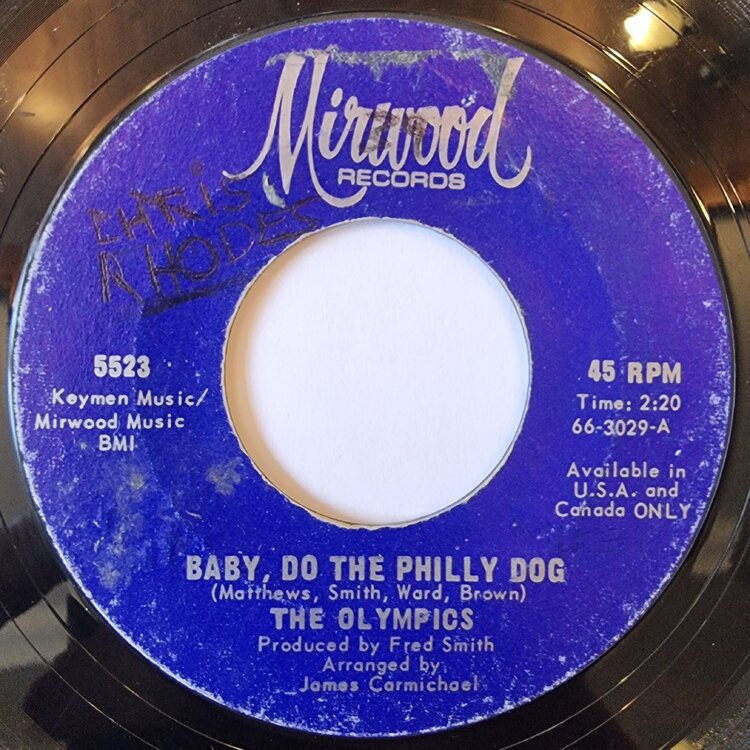 Mirwood
RECORDS
CHRIS
RHODES
5523
Keymen Music/
Mirwood Music
BMI
45 RPM
Time: 2:20
66-3029-A
Available in
U.S.A. and
Canada ONLY
BABY, DO THE PHILLY DOG
(Matthews, Smith, Ward, Brown)
THE OLYMPICS
Produced by Fred Smith
Arranged by
James Carmichael